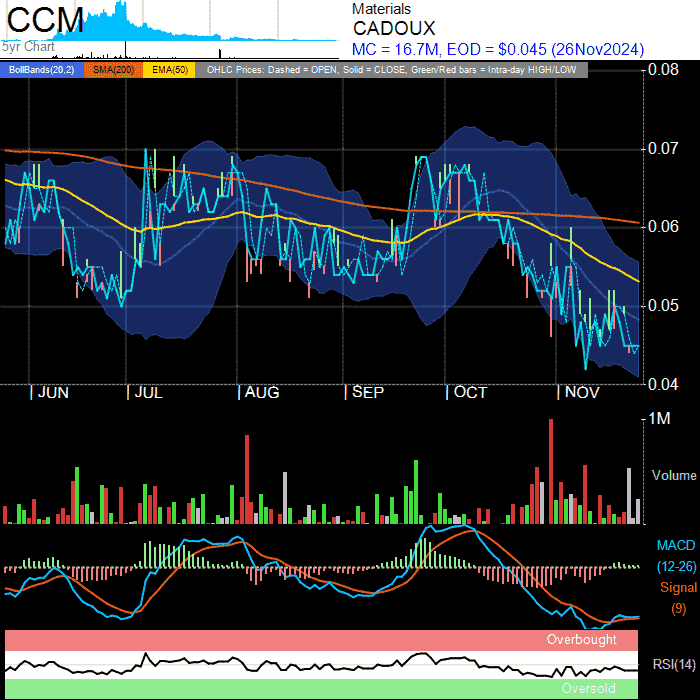 CCM
5yr Chart
Materials
CADOUX
MC = 16.7M, EOD = $0.045 (26Nov2024)
BollBands(20,2) SMA(200) EMA(50) OHLC Prices: Dashed = OPEN, Solid = CLOSE, Green/Red bars = Intra-day HIGH/LOW
0.08
0.07
0.06
0.05
0.04
JUN JUL AUG SEP OCT NOV
1M
Volume
MACD
(12-26)
Signal
(9)
Overbought
RSI(14)
Oversold